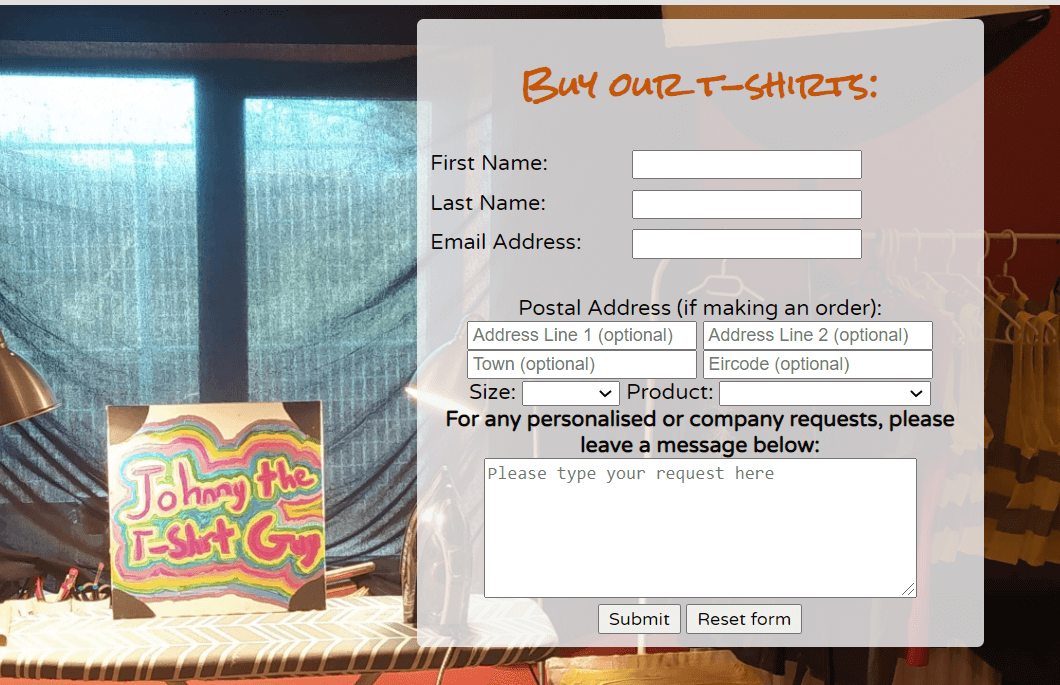 Buy our t-shirts:
First Name:
Last Name:
Email Address:
Postal Address (if making an order):
Address Line 1 (optional) Address Line 2 (optional)
Town (optional) Eircode (optional)
Size: Product:
For any personalised or company requests, please
leave a message below:
Please type your request here
Submit Reset form
Johnny the
T-Shirt Guy